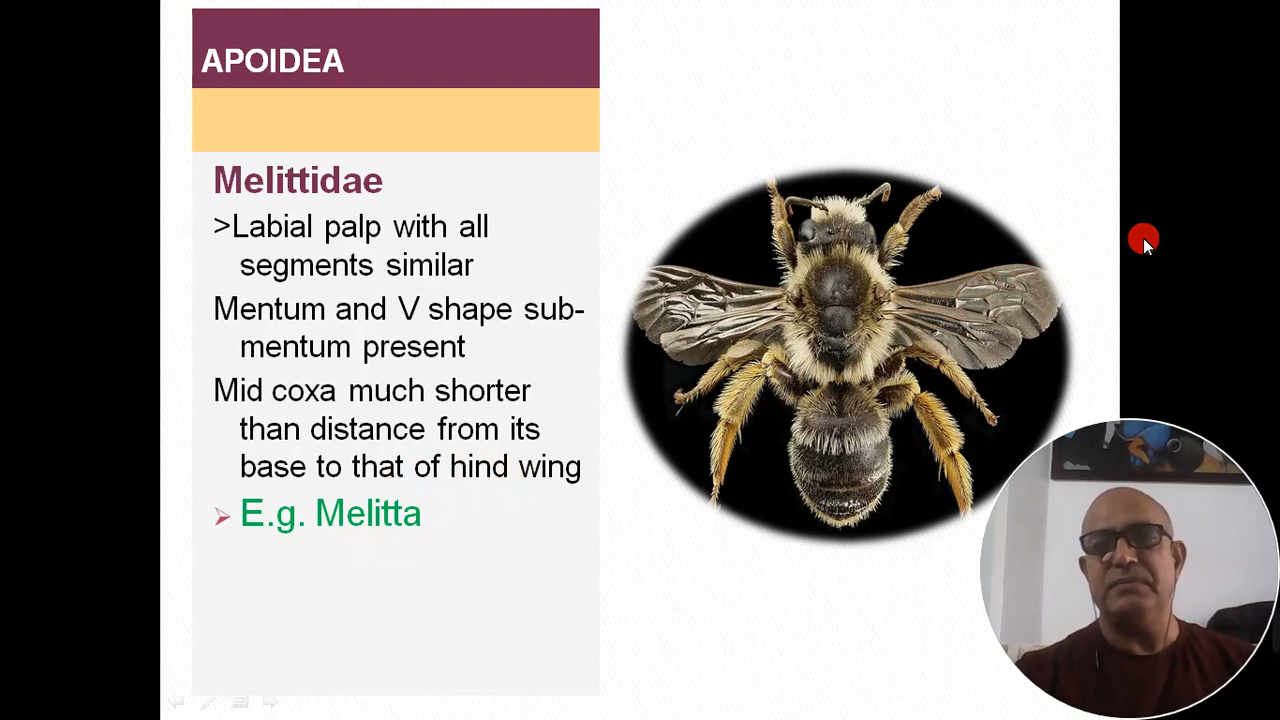 APOIDEA
Melittidae
>Labial palp with all
segments similar
Mentum and V shape sub-
mentum present
Mid coxa much shorter
than distance from its
base to that of hind wing
E.g. Melitta